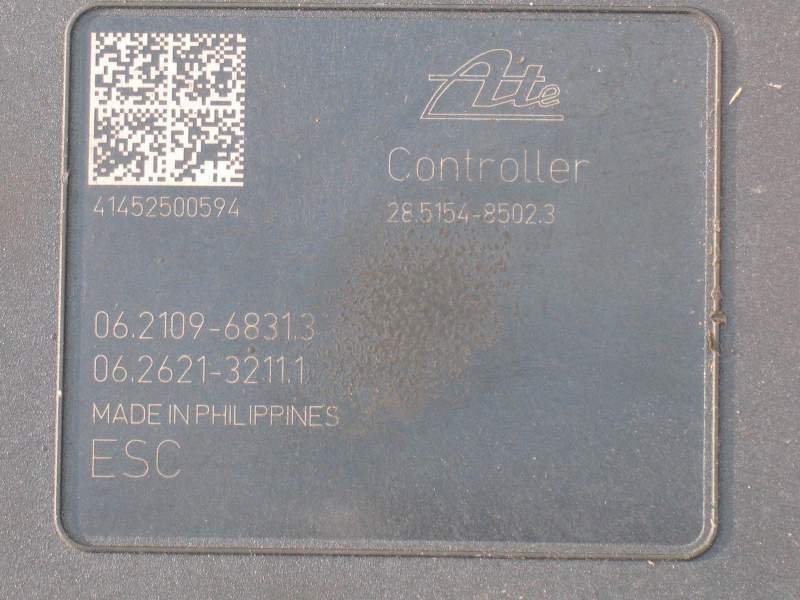 Ate
Controller
41452500594
28.5154-8502.3
06.2109-6831.3
06.2621-3211.1
MADE IN PHILIPPINES
ESC